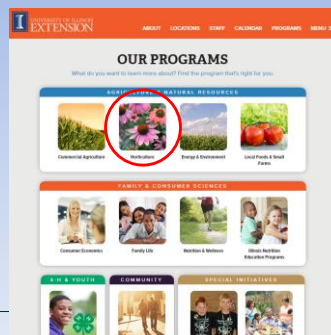 I
UNIVERSITY OF ILLINOIS
EXTENSION
ABOUT LOCATIONS STAFF CALENDAR PROGRAMS MENU
OUR PROGRAMS
What do you want to learn more about? Find the program that's right for you.
AGRICULTURE & NATURAL RESOURCES
Commercial Agriculture
Horticulture
Energy & Environment
Local Foods & Small
Farms
FAMILY & CONSUMER SCIENCES
Consumer Economics
Family Life
Nutrition & Wellness
Illinois Nutrition
Education Programs
4-H & YOUTH
COMMUNITY
SPECIAL INITIATIVES